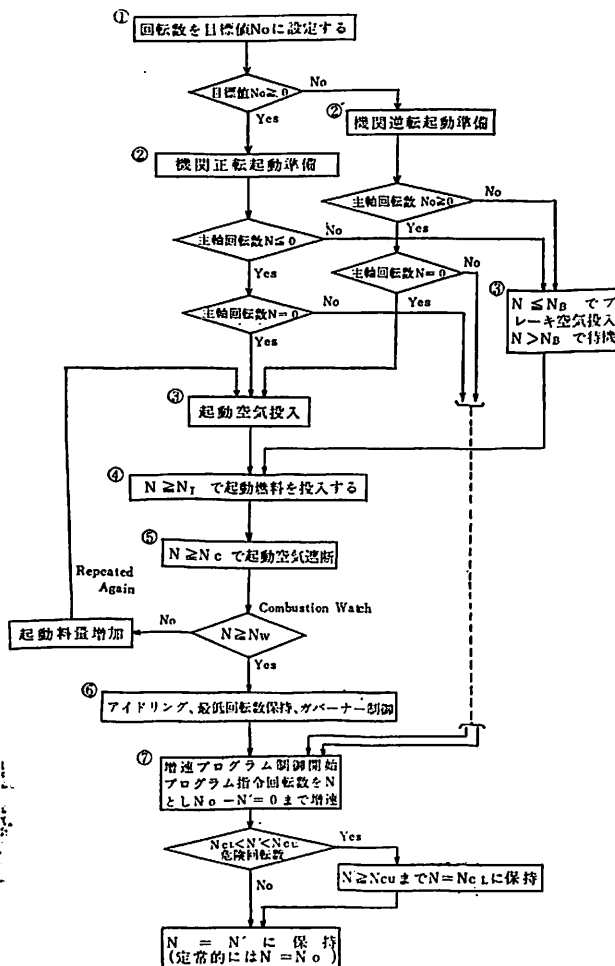 ①
回転数を目標値Noに設定する
目標値No≧0
No
Yes
②'
機関逆転起動準備
②
機関正転起動準備
主軸回転数 No≧0
No
Yes
主軸回転数N≦0
No
Yes
主軸回転数N=0
No
Yes
主軸回転数N=0
No
Yes
③'
N≦NB でブ
レーキ空気投入
N>NB で待機
③
起動空気投入
④
N≧NI で起動燃料を投入する
⑤
N≧Nc で起動空気遮断
Repeated
Again
Combustion Watch
起動料量増加
No
N≧Nw
Yes
⑥
アイドリング、最低回転数保持、ガバーナー制御
⑦
増速プログラム制御開始
プログラム指令回転数をN
としNo-N'=0まで増速
NCL<N'<NCU
危険回転数
Yes
No
N≧NcuまでN=NcLに保持
N = N' に 保 持
(定常的にはN=No)